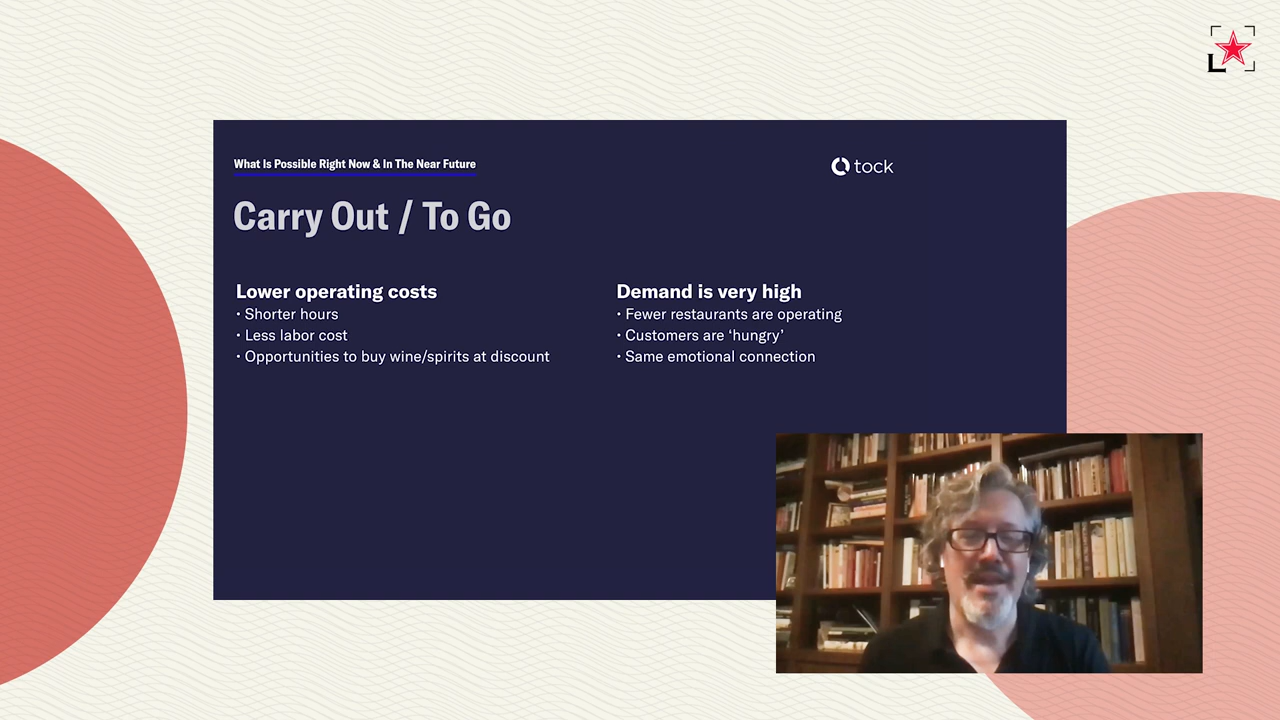 L
What Is Possible Right Now & In The Near Future
tock
Carry Out / To Go
Lower operating costs
• Shorter hours
• Less labor cost
• Opportunities to buy wine/spirits at discount
Demand is very high
• Fewer restaurants are operating
• Customers are ‘hungry’
• Same emotional connection